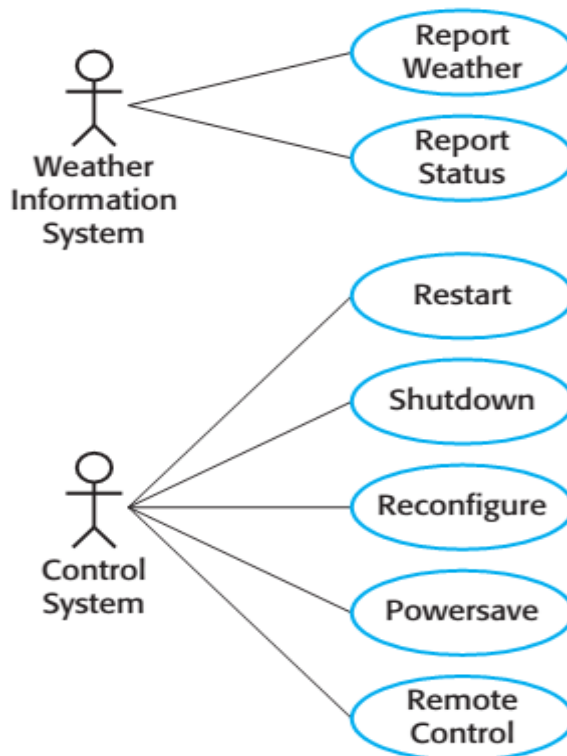 Report
Weather
Report
Status
Weather
Information
System
Restart
Shutdown
Reconfigure
Control
System
Powersave
Remote
Control